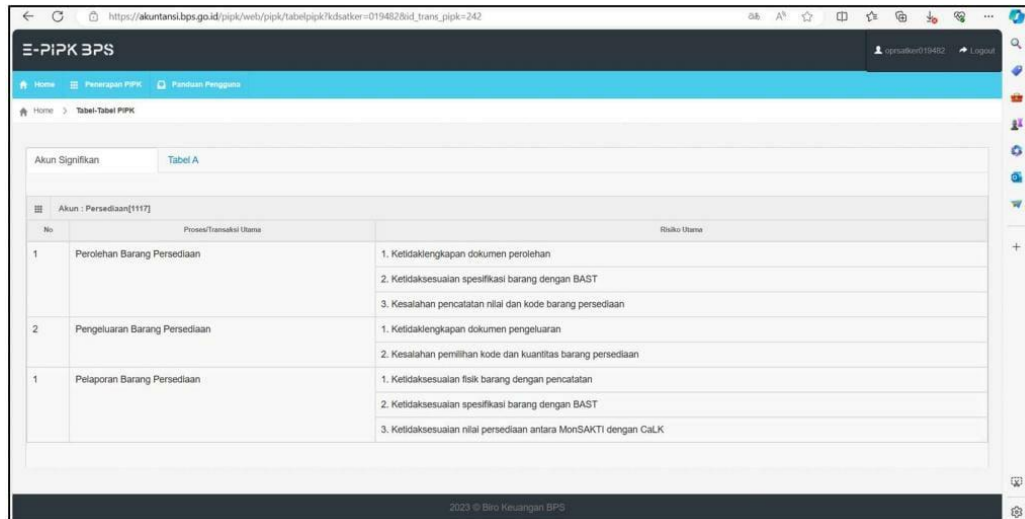 https://akuntansi.bps.go.id/pipk/web/pipk/tabelpipk?kdsatker=019482&id_trans_pipk=242
E-PIPK BPS
oprsatker019482 Logout
Home Penerapan PIPK Panduan Pengguna
Home > Tabel-Tabel PIPK
Akun Signifikan Tabel A
Akun : Persediaan[1117]
No Proses/Transaksi Utama Risiko Utama
1 Perolehan Barang Persediaan 1. Ketidaklengkapan dokumen perolehan
2. Ketidaksesuaian spesifikasi barang dengan BAST
3. Kesalahan pencatatan nilai dan kode barang persediaan
2 Pengeluaran Barang Persediaan 1. Ketidaklengkapan dokumen pengeluaran
2. Kesalahan pemilihan kode dan kuantitas barang persediaan
1 Pelaporan Barang Persediaan 1. Ketidaksesuaian fisik barang dengan pencatatan
2. Ketidaksesuaian spesifikasi barang dengan BAST
3. Ketidaksesuaian nilai persediaan antara MonSAKTI dengan CaLK
2023 © Biro Keuangan BPS